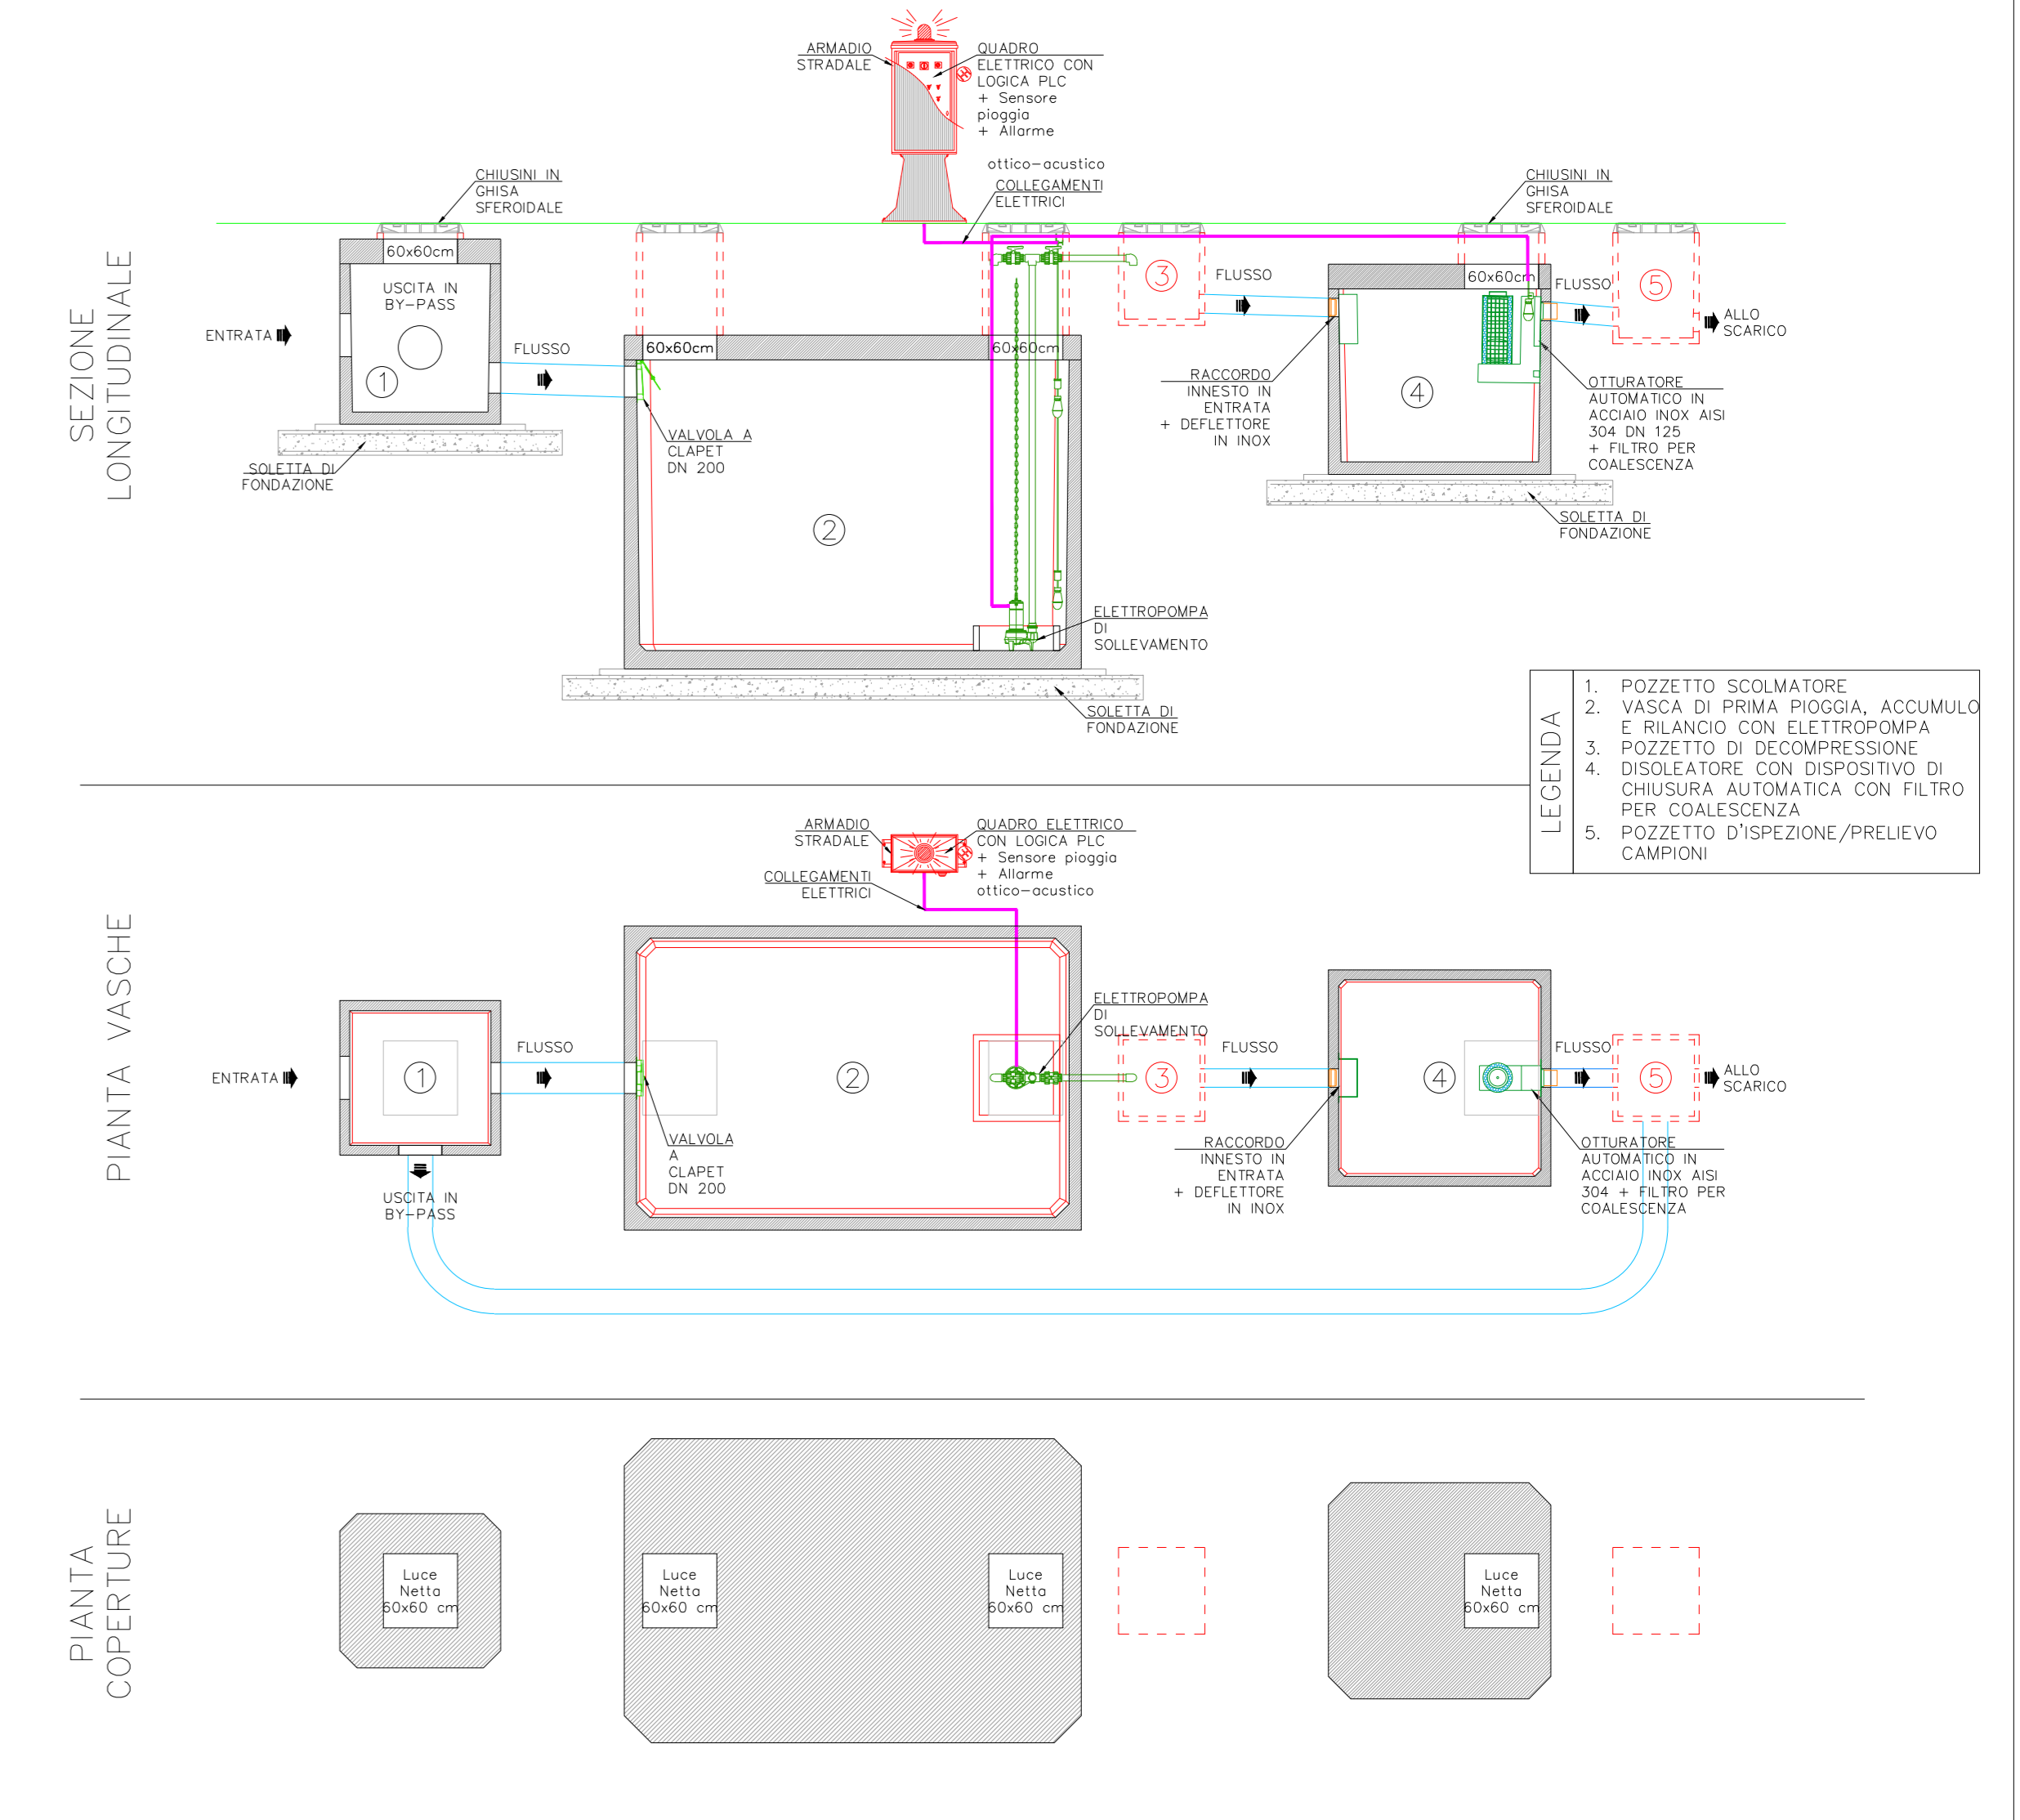 SEZIONE
LONGITUDINALE
ARMADIO
STRADALE
QUADRO
ELETTRICO CON
LOGICA PLC
+ Sensore
pioggia
+ Allarme
ottico-acustico
COLLEGAMENTI
ELETTRICI
CHIUSINI IN
GHISA
SFEROIDALE
CHIUSINI IN
GHISA
SFEROIDALE
60x60cm
USCITA IN
BY-PASS
ENTRATA
1
FLUSSO
SOLETTA DI
FONDAZIONE
60x60cm
60x60cm
VALVOLA A
CLAPET
DN 200
2
ELETTROPOMPA
DI
SOLLEVAMENTO
SOLETTA DI
FONDAZIONE
3
FLUSSO
60x60cm
FLUSSO
5
ALLO
SCARICO
RACCORDO
INNESTO IN
ENTRATA
+ DEFLETTORE
IN INOX
4
OTTURATORE
AUTOMATICO IN
ACCIAIO INOX AISI
304 DN 125
+ FILTRO PER
COALESCENZA
SOLETTA DI
FONDAZIONE
LEGENDA
1. POZZETTO SCOLMATORE
2. VASCA DI PRIMA PIOGGIA, ACCUMULO
E RILANCIO CON ELETTROPOMPA
3. POZZETTO DI DECOMPRESSIONE
4. DISOLEATORE CON DISPOSITIVO DI
CHIUSURA AUTOMATICA CON FILTRO
PER COALESCENZA
5. POZZETTO D'ISPEZIONE/PRELIEVO
CAMPIONI
PIANTA VASCHE
ARMADIO
STRADALE
QUADRO ELETTRICO
CON LOGICA PLC
+ Sensore pioggia
+ Allarme
ottico-acustico
COLLEGAMENTI
ELETTRICI
ENTRATA
1
FLUSSO
USCITA IN
BY-PASS
VALVOLA
A
CLAPET
DN 200
2
ELETTROPOMPA
DI
SOLLEVAMENTO
3
FLUSSO
RACCORDO
INNESTO IN
ENTRATA
+ DEFLETTORE
IN INOX
4
FLUSSO
5
ALLO
SCARICO
OTTURATORE
AUTOMATICO IN
ACCIAIO INOX AISI
304 + FILTRO PER
COALESCENZA
PIANTA
COPERTURE
Luce
Netta
60x60 cm
Luce
Netta
60x60 cm
Luce
Netta
60x60 cm
Luce
Netta
60x60 cm